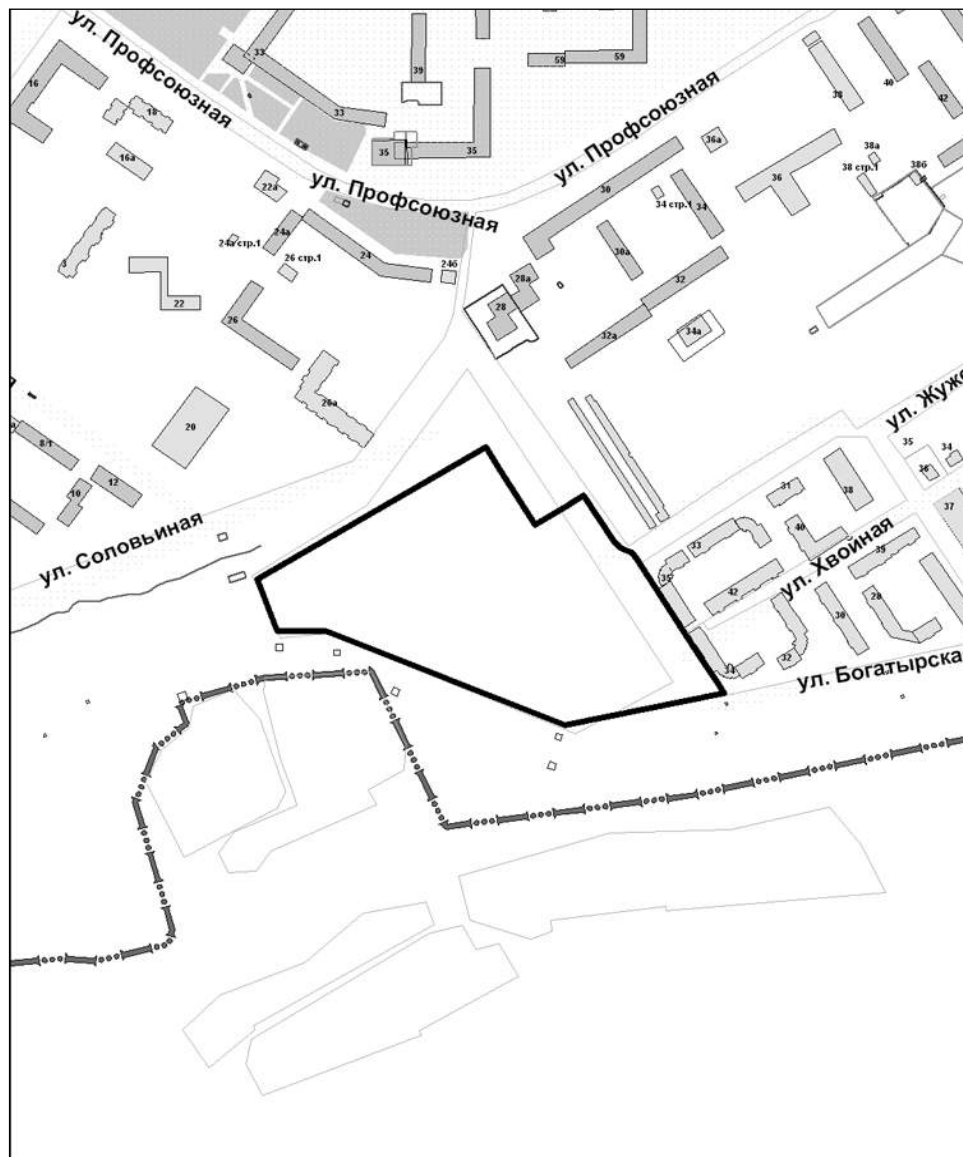 ул. Профсоюзная
33
39
59
59
16
18
33
ул. Профсоюзная
38
40
42
16а
35
35
36а
38а
22а
ул. Профсоюзная
30
34 стр.1
34
36
38 стр.1
38б
3
24а стр.1
24а
26 стр.1
24
24б
30а
22
28а
28
32
26
32а
34а
20
26а
ул. Жуже
8/1
12
10
35
36
34
37
31
38
ул. Соловьиная
33
40
ул. Хвойная
39
35
42
30
28
34
32
ул. Богатырска